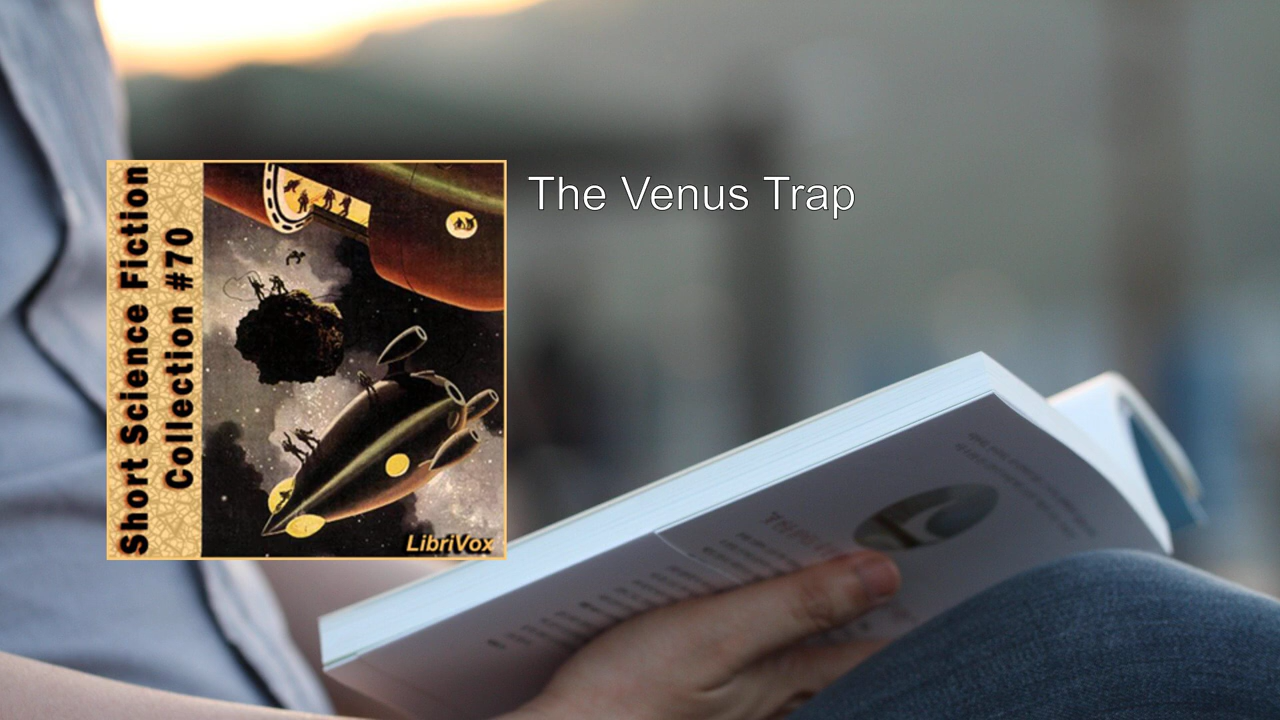 Short Science Fiction
Collection #70
LibriVox
The Venus Trap